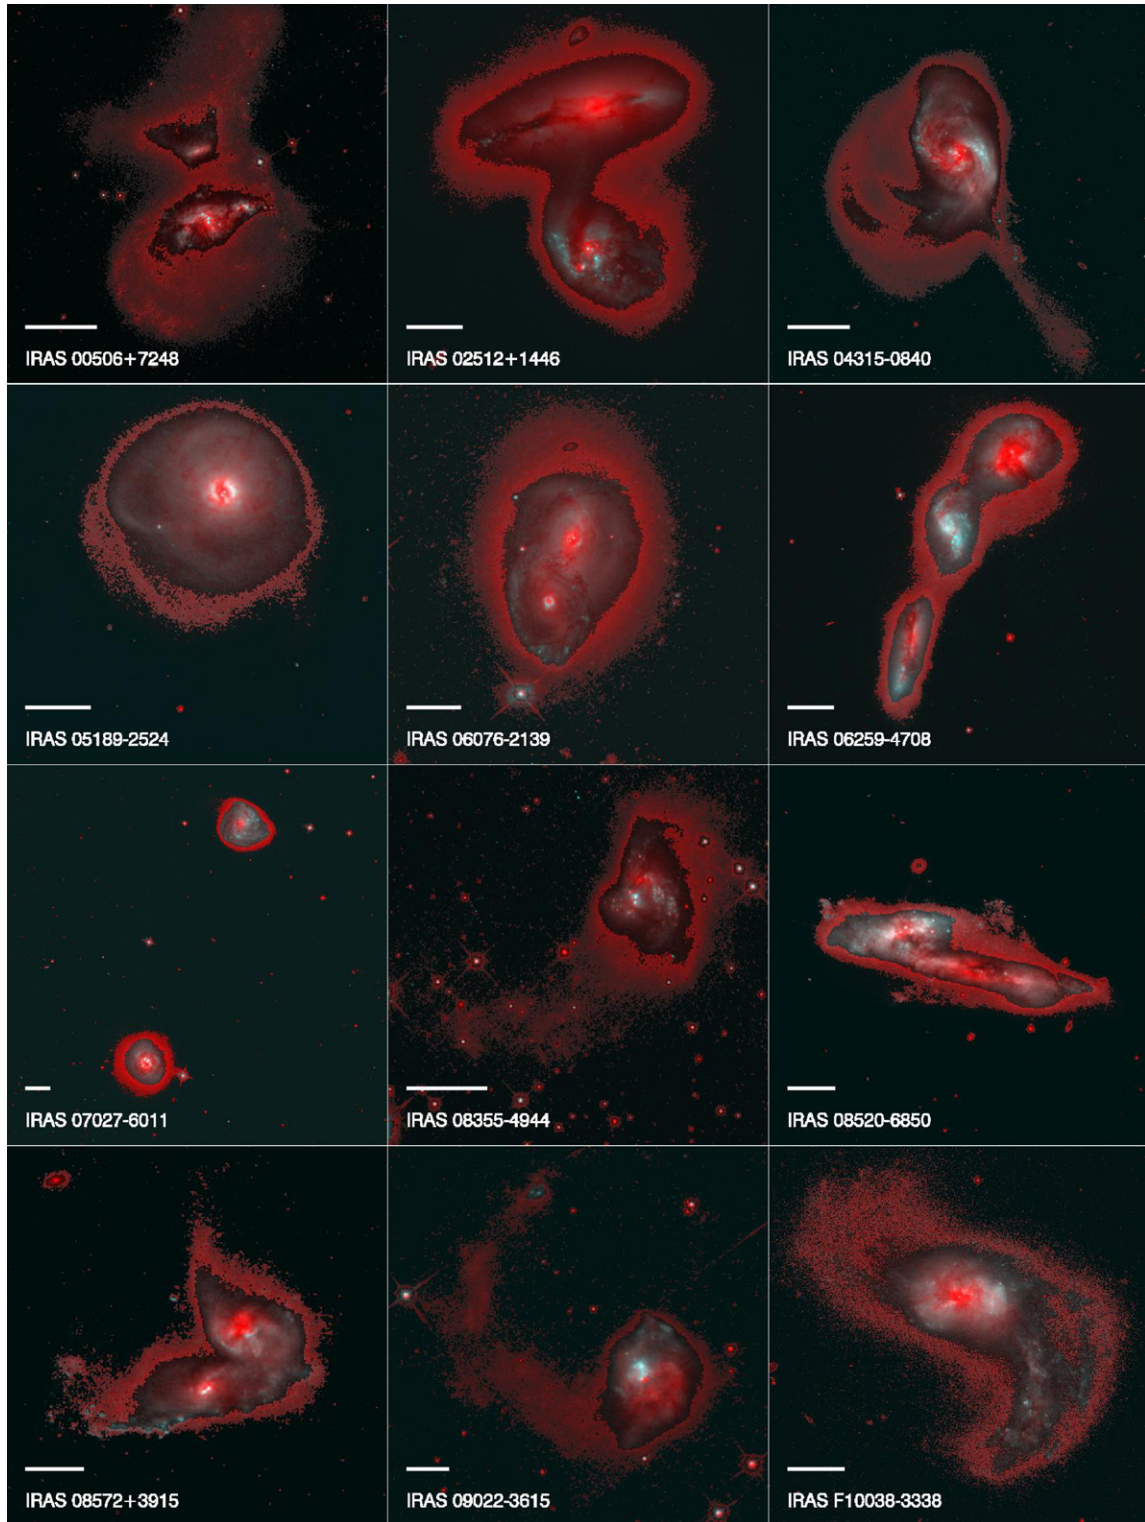 IRAS 00506+7248
IRAS 02512+1446
IRAS 04315-0840
IRAS 05189-2524
IRAS 06076-2139
IRAS 06259-4708
IRAS 07027-6011
IRAS 08355-4944
IRAS 08520-6850
IRAS 08572+3915
IRAS 09022-3615
IRAS F10038-3338